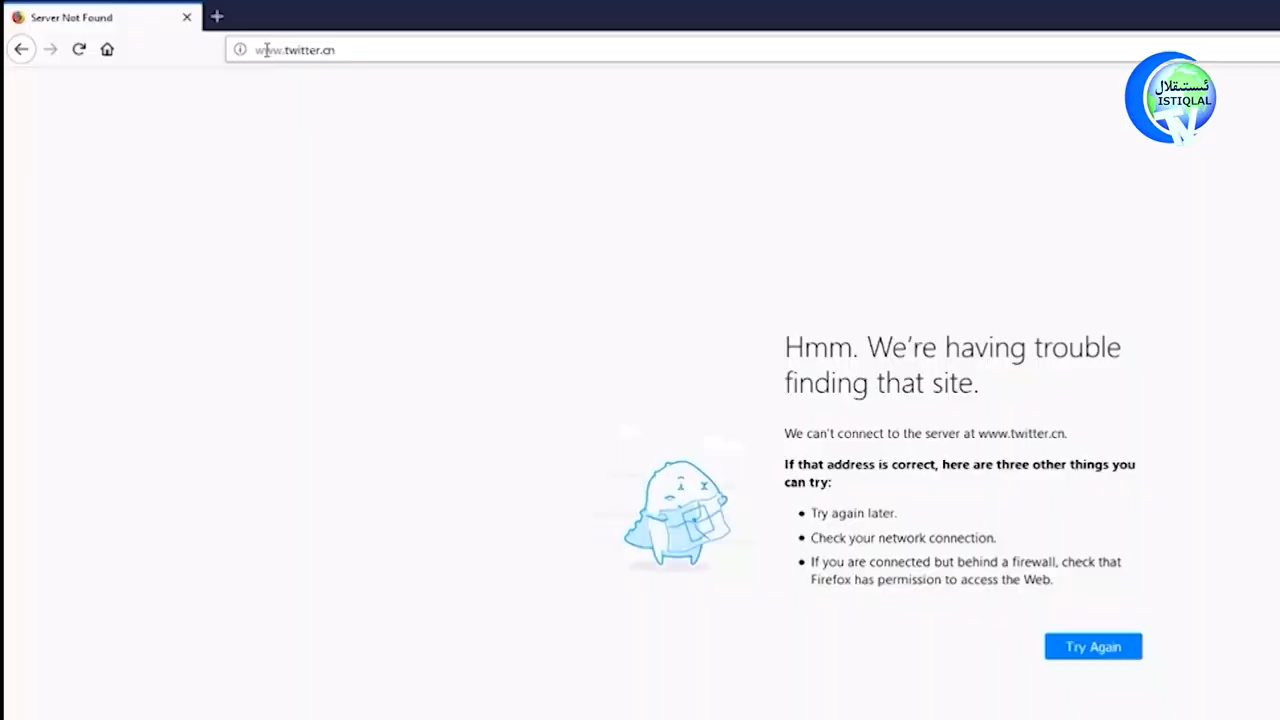 Server Not Found
www.twitter.cn
ئىستىقلال
ISTIQLAL
TV
Hmm. We're having trouble
finding that site.
We can't connect to the server at www.twitter.cn.
If that address is correct, here are three other things you
can try:
• Try again later.
• Check your network connection.
• If you are connected but behind a firewall, check that
Firefox has permission to access the Web.
Try Again